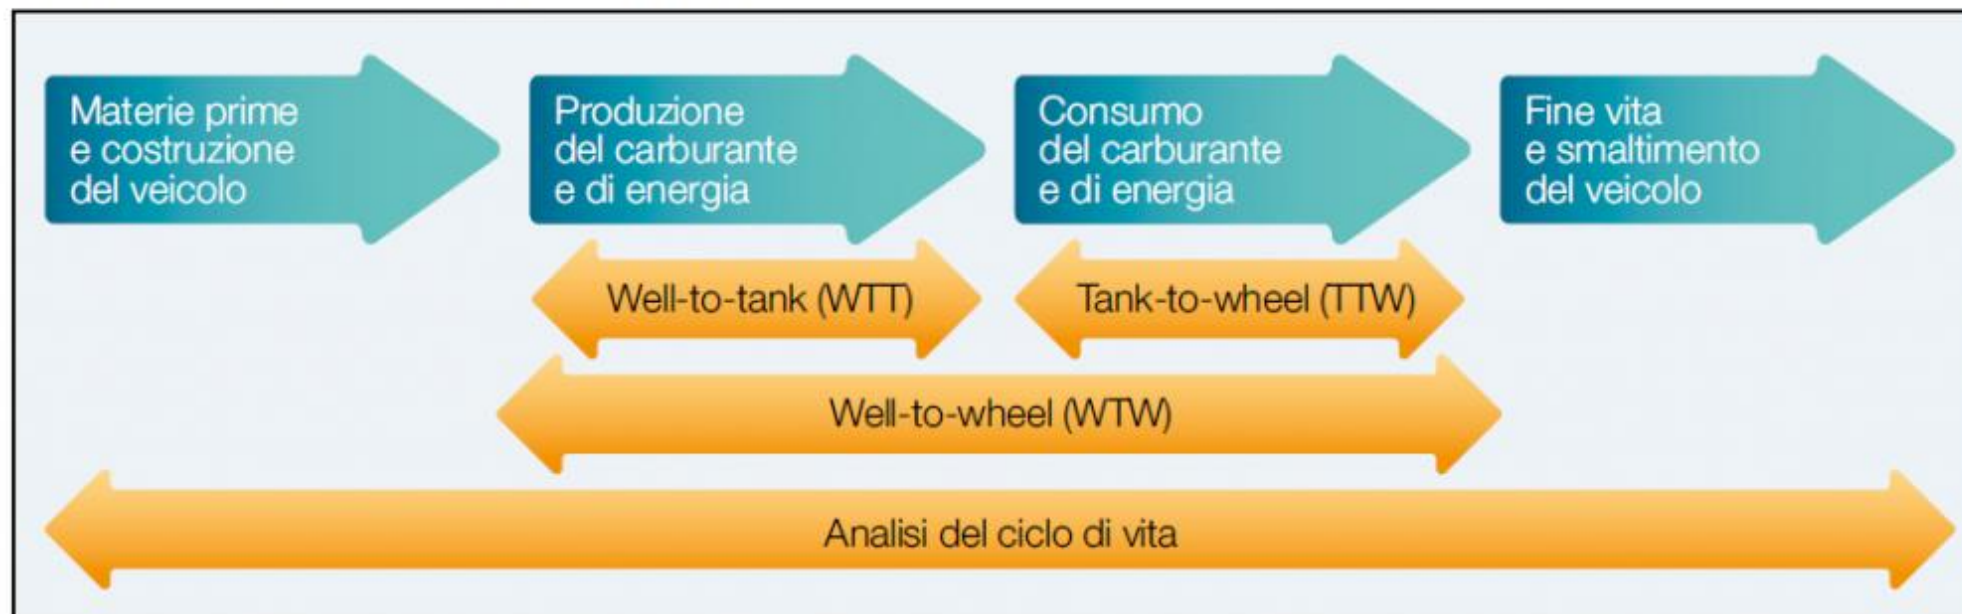 Materie prime
e costruzione
del veicolo
Produzione
del carburante
e di energia
Consumo
del carburante
e di energia
Fine vita
e smaltimento
del veicolo
Well-to-tank (WTT)
Tank-to-wheel (TTW)
Well-to-wheel (WTW)
Analisi del ciclo di vita